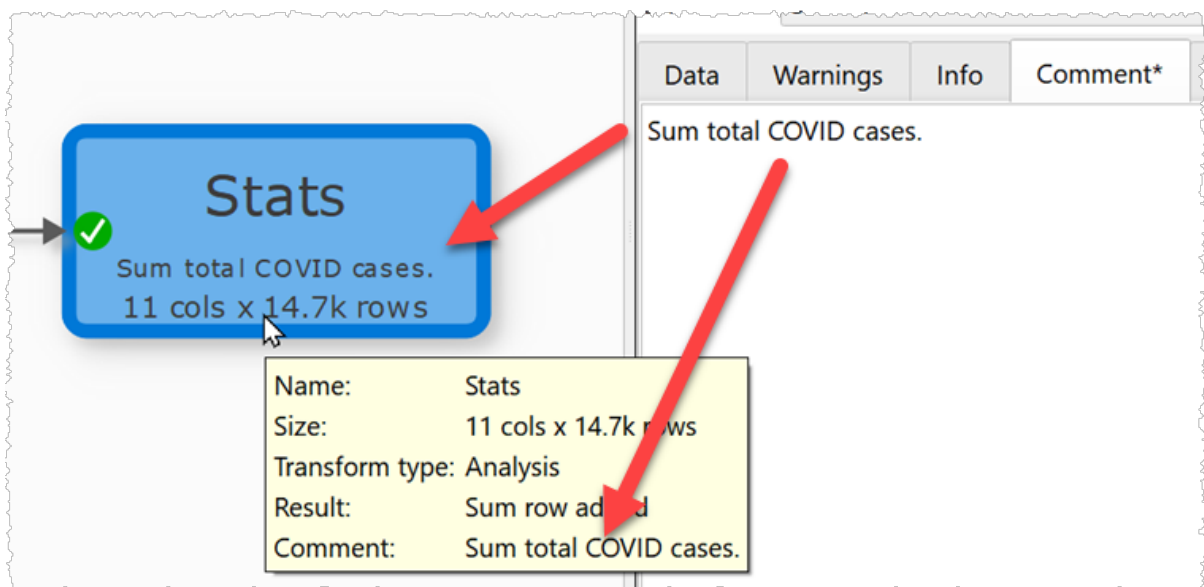 Data Warnings Info Comment*
Sum total COVID cases.
Stats
Sum total COVID cases.
11 cols x 14.7k rows
Name: Stats
Size: 11 cols x 14.7k rows
Transform type: Analysis
Result: Sum row added
Comment: Sum total COVID cases.